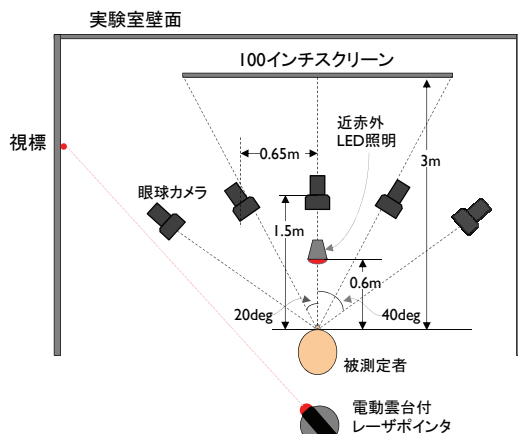 実験室壁面
100インチスクリーン
近赤外
LED照明
視標
0.65m
3m
眼球カメラ
1.5m
0.6m
20deg
40deg
被測定者
電動雲台付
レーザポインタ